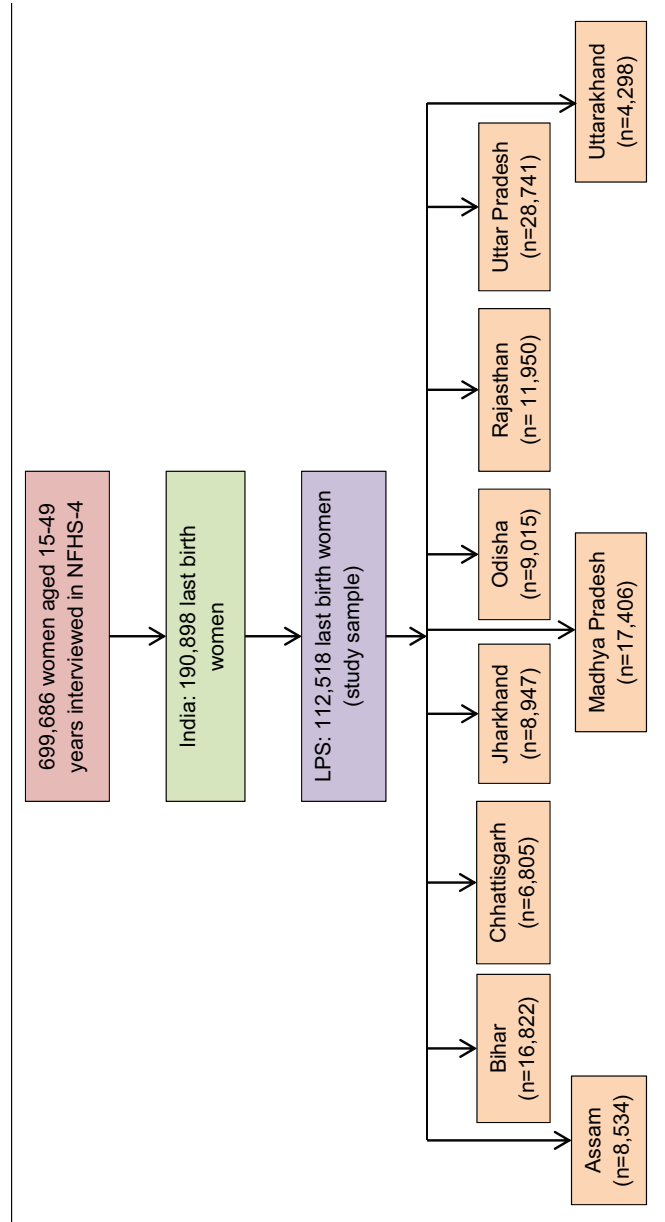 699,686 women aged 15-49
years interviewed in NFHS-4
India: 190,898 last birth
women
LPS: 112,518 last birth women
(study sample)
Assam
(n=8,534)
Bihar
(n=16,822)
Chhattisgarh
(n=6,805)
Jharkhand
(n=8,947)
Madhya Pradesh
(n=17,406)
Odisha
(n=9,015)
Rajasthan
(n= 11,950)
Uttar Pradesh
(n=28,741)
Uttarakhand
(n=4,298)